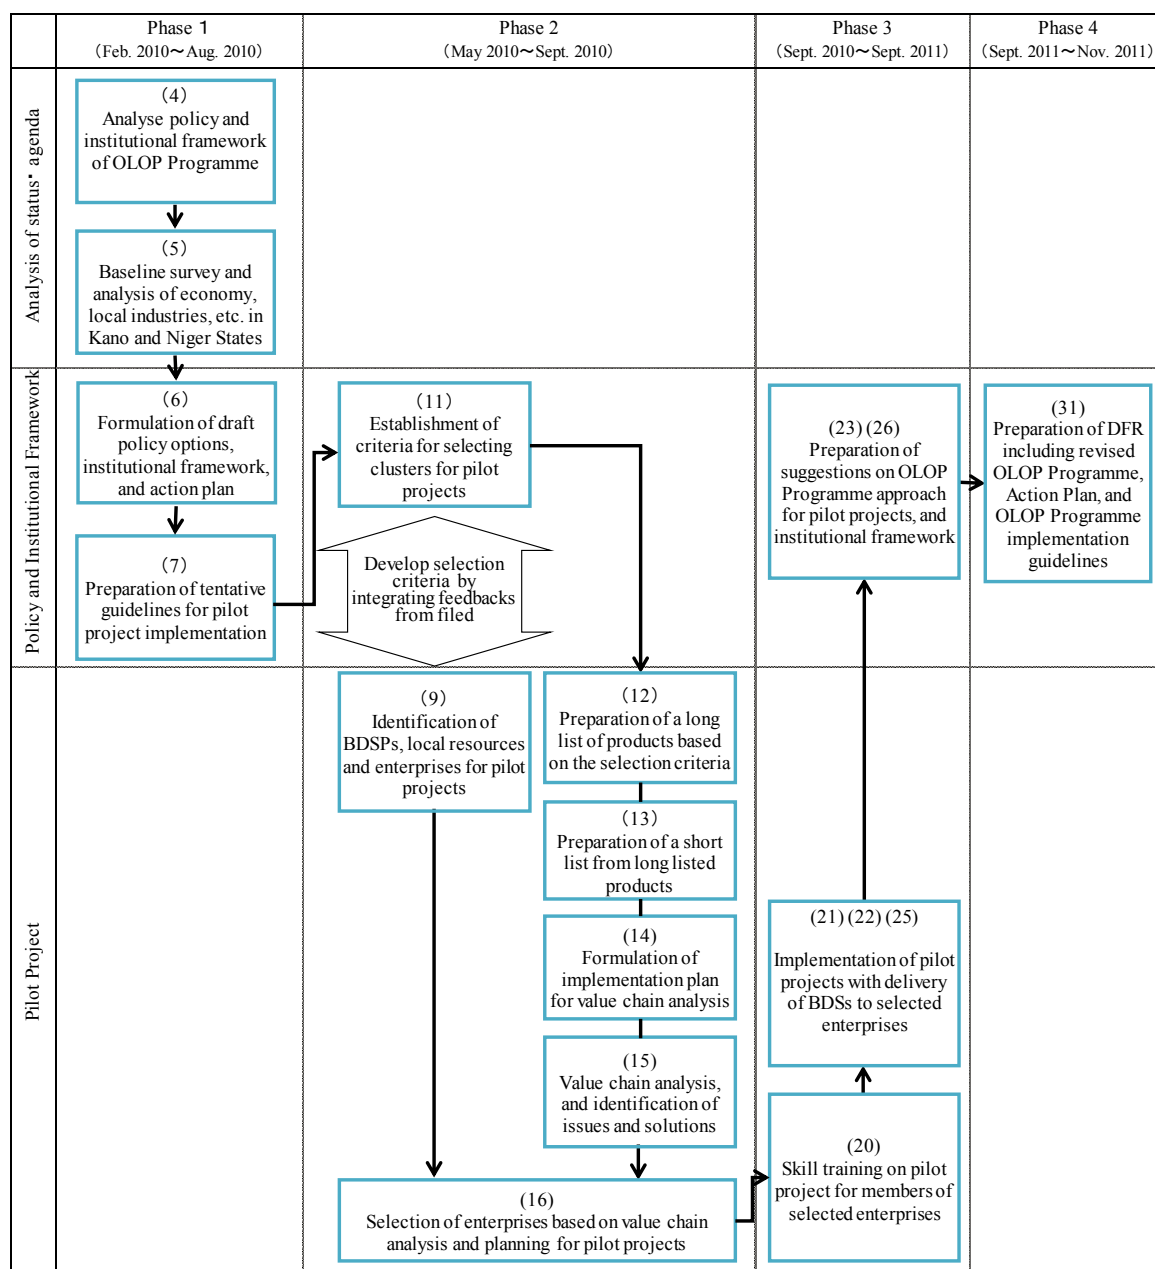 Phase 1
(Feb. 2010～Aug. 2010)
Phase 2
(May 2010～Sept. 2010)
Phase 3
(Sept. 2010～Sept. 2011)
Phase 4
(Sept. 2011～Nov. 2011)
Analysis of status・agenda
(4)
Analyse policy and
institutional framework
of OLOP Programme
(5)
Baseline survey and
analysis of economy,
local industries, etc. in
Kano and Niger States
Policy and Institutional Framework
(6)
Formulation of draft
policy options,
institutional framework,
and action plan
(7)
Preparation of tentative
guidelines for pilot
project implementation
(11)
Establishment of
criteria for selecting
clusters for pilot
projects
Develop selection
criteria by
integrating feedbacks
from filed
(23) (26)
Preparation of
suggestions on OLOP
Programme approach
for pilot projects, and
institutional framework
(31)
Preparation of DFR
including revised
OLOP Programme,
Action Plan, and
OLOP Programme
implementation
guidelines
Pilot Project
(9)
Identification of
BDSPs, local resources
and enterprises for pilot
projects
(12)
Preparation of a long
list of products based
on the selection criteria
(13)
Preparation of a short
list from long listed
products
(14)
Formulation of
implementation plan
for value chain analysis
(15)
Value chain analysis,
and identification of
issues and solutions
(16)
Selection of enterprises based on value chain
analysis and planning for pilot projects
(21) (22) (25)
Implementation of pilot
projects with delivery
of BDSs to selected
enterprises
(20)
Skill training on pilot
project for members of
selected enterprises